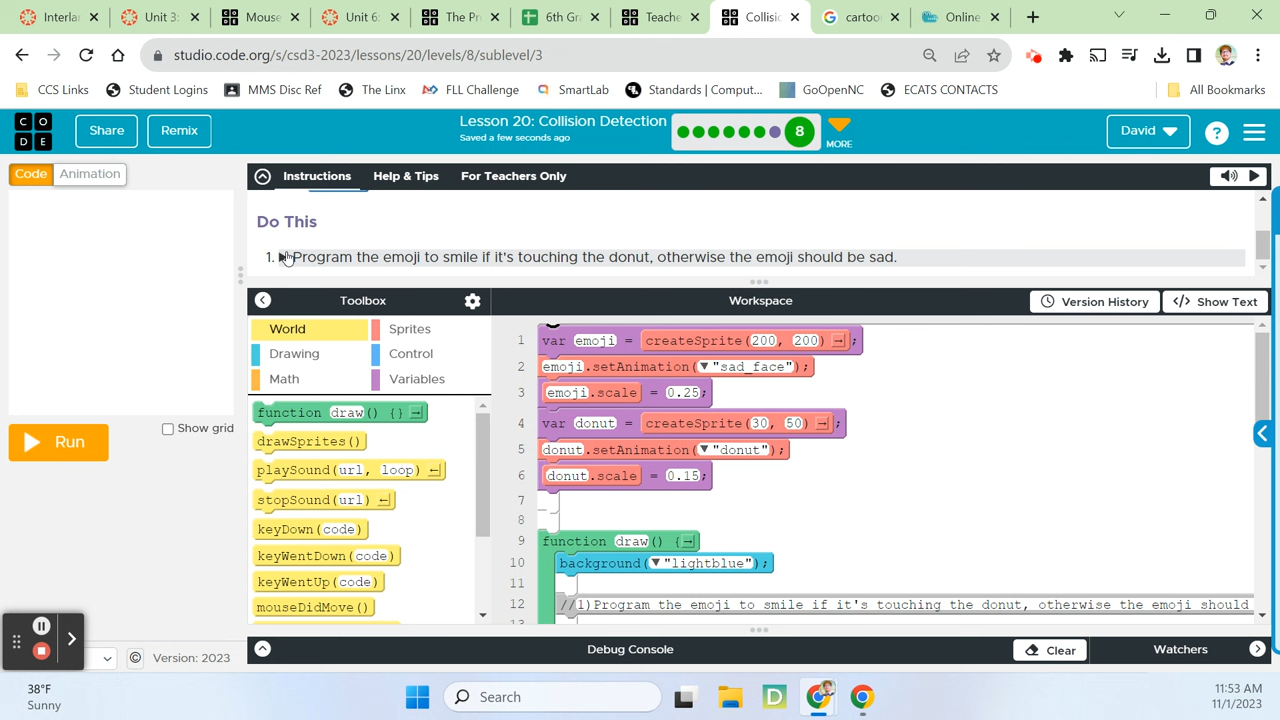 Interlar
Unit 3:
Mouse
Unit 6:
The Pr
6th Gra
Teache
Collisio
cartoo
Online
studio.code.org/s/csd3-2023/lessons/20/levels/8/sublevel/3
CCS Links
Student Logins
MMS Disc Ref
The Linx
FLL Challenge
SmartLab
Standards | Comput...
GoOpenNC
ECATS CONTACTS
All Bookmarks
C O
D E
Share
Remix
Lesson 20: Collision Detection
Saved a few seconds ago
8
MORE
David
?
Code
Animation
Instructions
Help & Tips
For Teachers Only
Do This
1. Program the emoji to smile if it's touching the donut, otherwise the emoji should be sad.
Toolbox
Workspace
Version History
</> Show Text
World
Sprites
Drawing
Control
Math
Variables
function draw() {}
drawSprites()
playSound(url, loop)
stopSound(url)
keyDown(code)
keyWentDown(code)
keyWentUp(code)
mouseDidMove()
Run
Show grid
1 var emoji = createSprite(200, 200);
2 emoji.setAnimation("sad_face");
3 emoji.scale = 0.25;
4 var donut = createSprite(30, 50);
5 donut.setAnimation("donut");
6 donut.scale = 0.15;
7
8
9 function draw() {
10 background("lightblue");
11
12 //1)Program the emoji to smile if it's touching the donut, otherwise the emoji should
Debug Console
Clear
Watchers
© Version: 2023
38°F
Sunny
Search
D
11:53 AM
11/1/2023